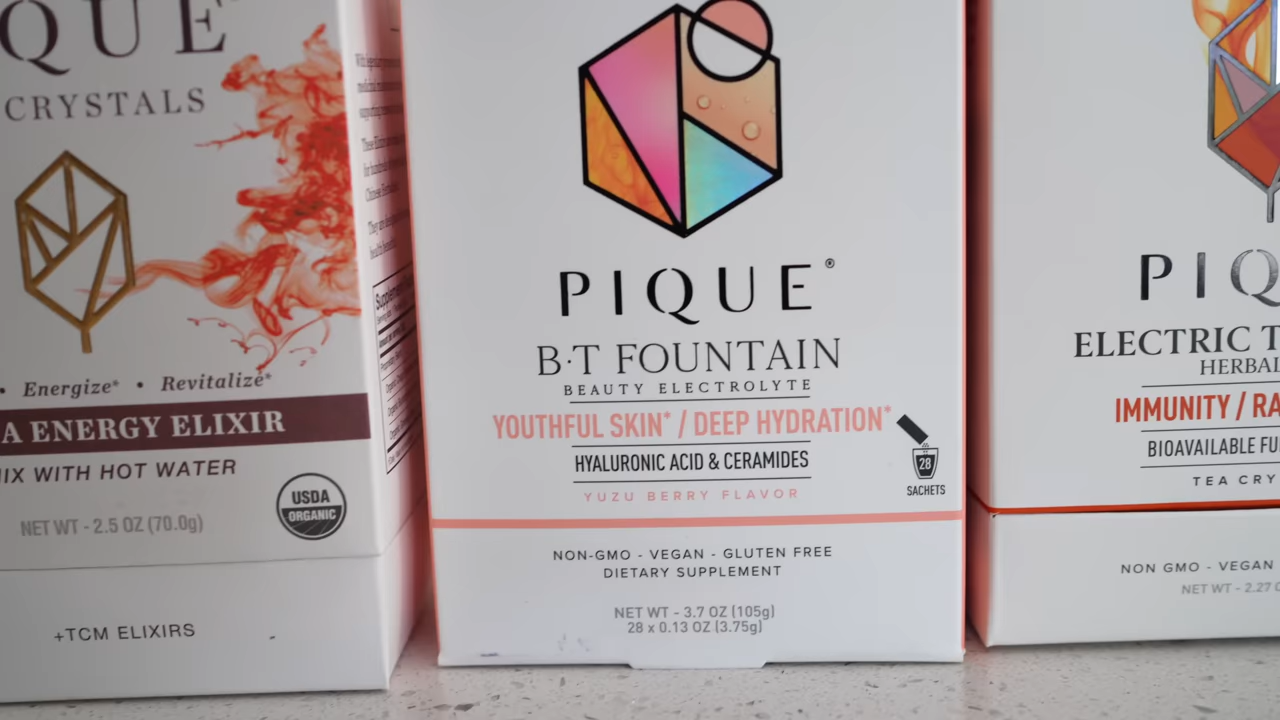 QUE
CRYSTALS
• Energize* • Revitalize*
A ENERGY ELIXIR
IX WITH HOT WATER
USDA
ORGANIC
NET WT - 2.5 OZ (70.0g)
+TCM ELIXIRS
Supplement
PIQUE®
B·T FOUNTAIN
BEAUTY ELECTROLYTE
YOUTHFUL SKIN* / DEEP HYDRATION*
HYALURONIC ACID & CERAMIDES
YUZU BERRY FLAVOR
28
SACHETS
NON-GMO - VEGAN - GLUTEN FREE
DIETARY SUPPLEMENT
NET WT - 3.7 OZ (105g)
28 x 0.13 OZ (3.75g)
PIQ
ELECTRIC T
HERBAL
IMMUNITY / RA
BIOAVAILABLE FU
TEA CRY
NON GMO - VEGAN
NET WT - 2.27 O